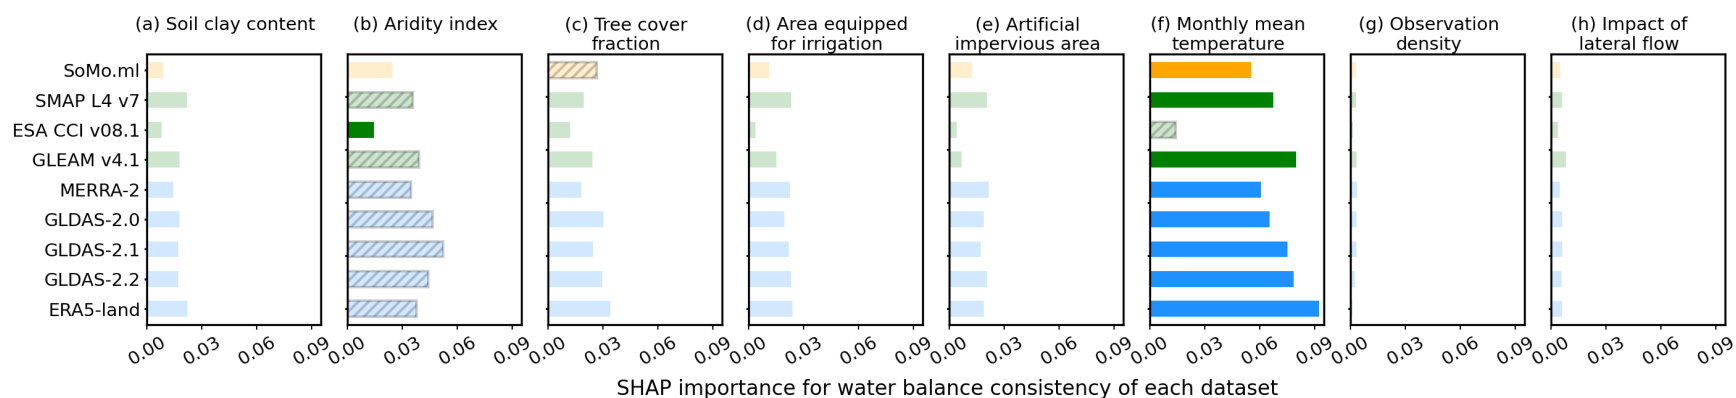 (a) Soil clay content
(b) Aridity index
(c) Tree cover
fraction
(d) Area equipped
for irrigation
(e) Artificial
impervious area
(f) Monthly mean
temperature
(g) Observation
density
(h) Impact of
lateral flow
SoMo.ml
SMAP L4 v7
ESA CCI v08.1
GLEAM v4.1
MERRA-2
GLDAS-2.0
GLDAS-2.1
GLDAS-2.2
ERA5-land
0.00 0.03 0.06 0.09
0.00 0.03 0.06 0.09
0.00 0.03 0.06 0.09
0.00 0.03 0.06 0.09
0.00 0.03 0.06 0.09
0.00 0.03 0.06 0.09
0.00 0.03 0.06 0.09
0.00 0.03 0.06 0.09
SHAP importance for water balance consistency of each dataset